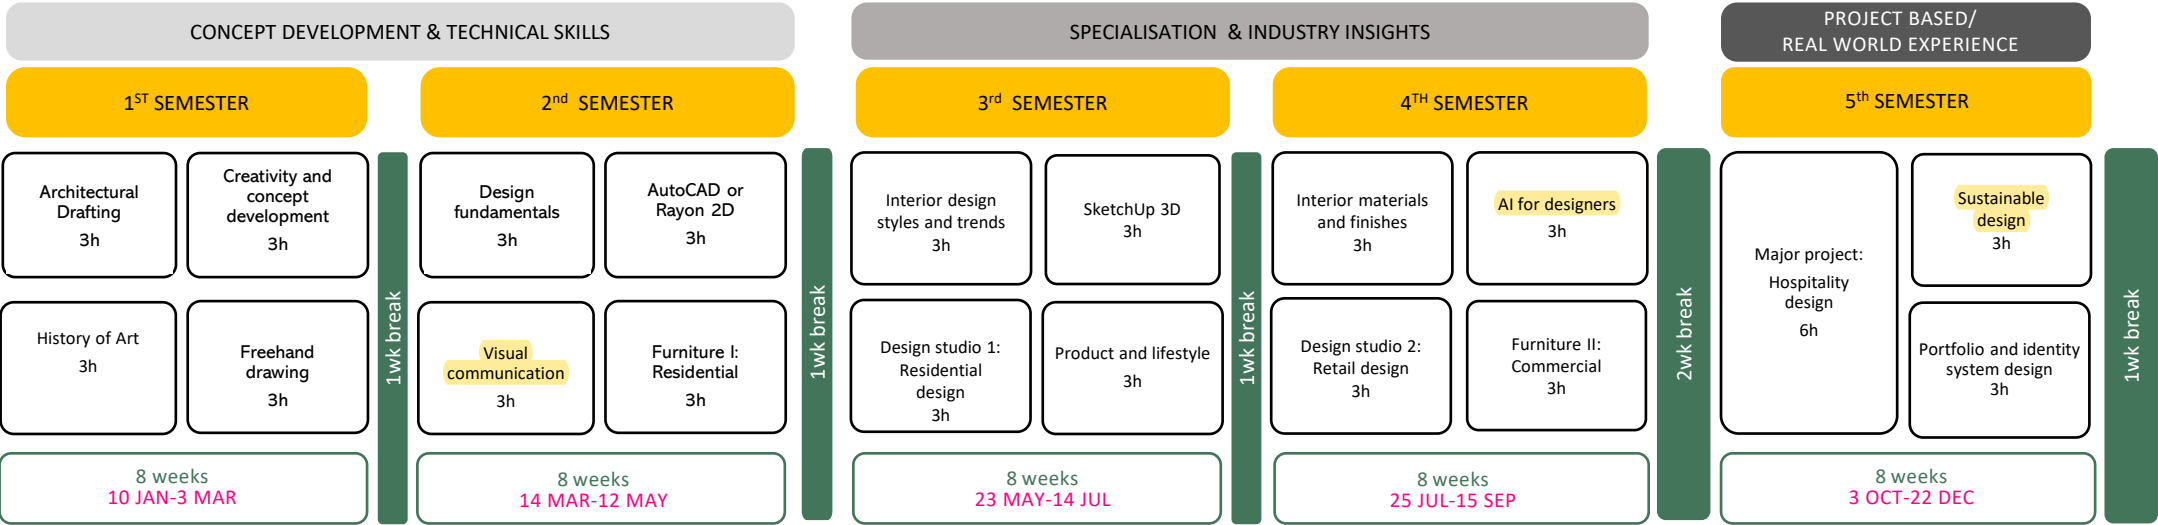 CONCEPT DEVELOPMENT & TECHNICAL SKILLS
SPECIALISATION & INDUSTRY INSIGHTS
PROJECT BASED/
REAL WORLD EXPERIENCE
1ST SEMESTER
2nd SEMESTER
3rd SEMESTER
4TH SEMESTER
5th SEMESTER
Architectural
Drafting
3h
Creativity and
concept
development
3h
History of Art
3h
Freehand
drawing
3h
1wk break
Design
fundamentals
3h
AutoCAD or
Rayon 2D
3h
Visual
communication
3h
Furniture I:
Residential
3h
1wk break
Interior design
styles and trends
3h
SketchUp 3D
3h
Design studio 1:
Residential
design
3h
Product and lifestyle
3h
1wk break
Interior materials
and finishes
3h
AI for designers
3h
Design studio 2:
Retail design
3h
Furniture II:
Commercial
3h
2wk break
Major project:
Hospitality
design
6h
Sustainable
design
3h
Portfolio and identity
system design
3h
1wk break
8 weeks
10 JAN-3 MAR
8 weeks
14 MAR-12 MAY
8 weeks
23 MAY-14 JUL
8 weeks
25 JUL-15 SEP
8 weeks
3 OCT-22 DEC